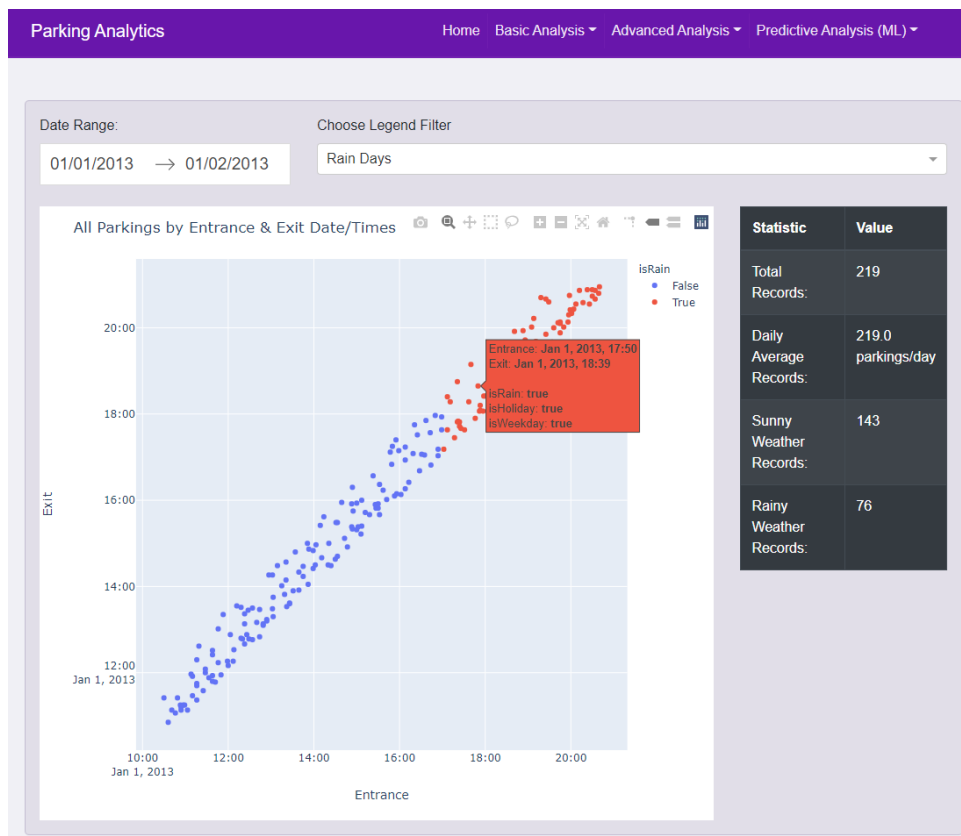 Parking Analytics
Home Basic Analysis Advanced Analysis Predictive Analysis (ML)
Date Range:
Choose Legend Filter
01/01/2013 → 01/02/2013
Rain Days
All Parkings by Entrance & Exit Date/Times
isRain
False
True
Entrance: Jan 1, 2013, 17:50
Exit: Jan 1, 2013, 18:39
isRain: true
isHoliday: true
isWeekday: true
Exit
20:00
18:00
16:00
14:00
12:00
Jan 1, 2013
10:00 12:00 14:00 16:00 18:00 20:00
Jan 1, 2013
Entrance
Statistic Value
Total 219
Records:
Daily 219.0
Average parkings/day
Records:
Sunny 143
Weather
Records:
Rainy 76
Weather
Records: